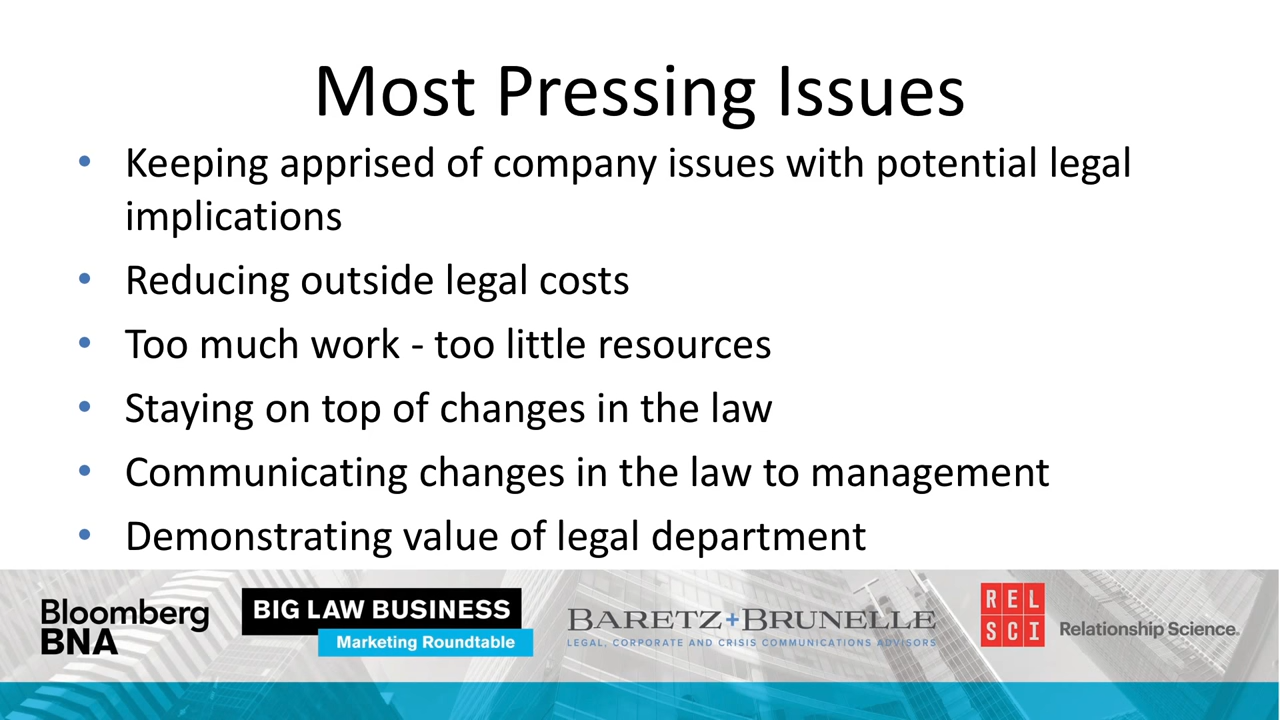 Most Pressing Issues
• Keeping apprised of company issues with potential legal
implications
• Reducing outside legal costs
• Too much work - too little resources
• Staying on top of changes in the law
• Communicating changes in the law to management
• Demonstrating value of legal department
Bloomberg
BNA
BIG LAW BUSINESS
Marketing Roundtable
BARETZ+BRUNELLE
LEGAL, CORPORATE AND CRISIS COMMUNICATIONS ADVISORS
REL
SCI
Relationship Science.